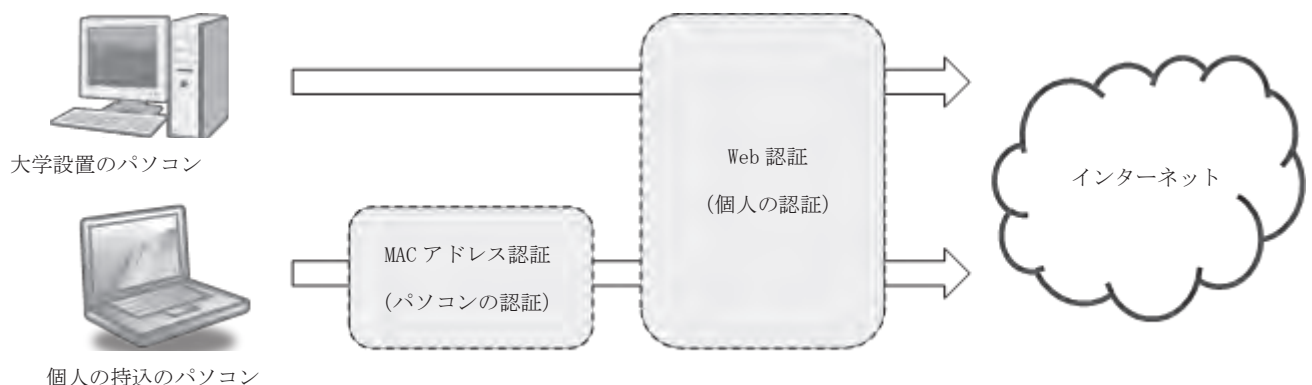 大学設置のパソコン
Web 認証
(個人の認証)
インターネット
MAC アドレス認証
(パソコンの認証)
個人の持込のパソコン